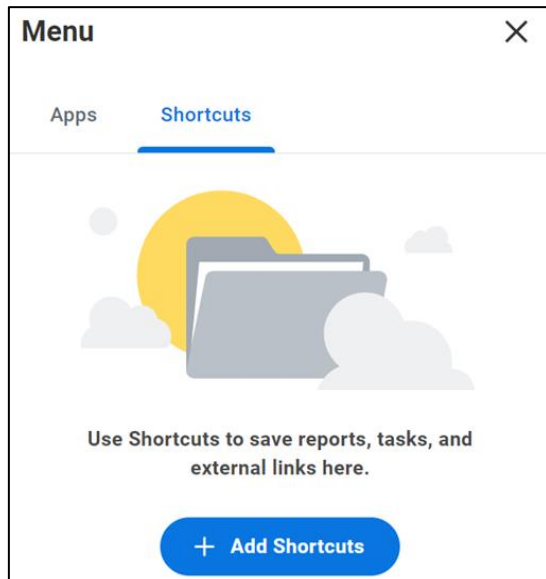 Menu
Apps Shortcuts
Use Shortcuts to save reports, tasks, and
external links here.
+ Add Shortcuts